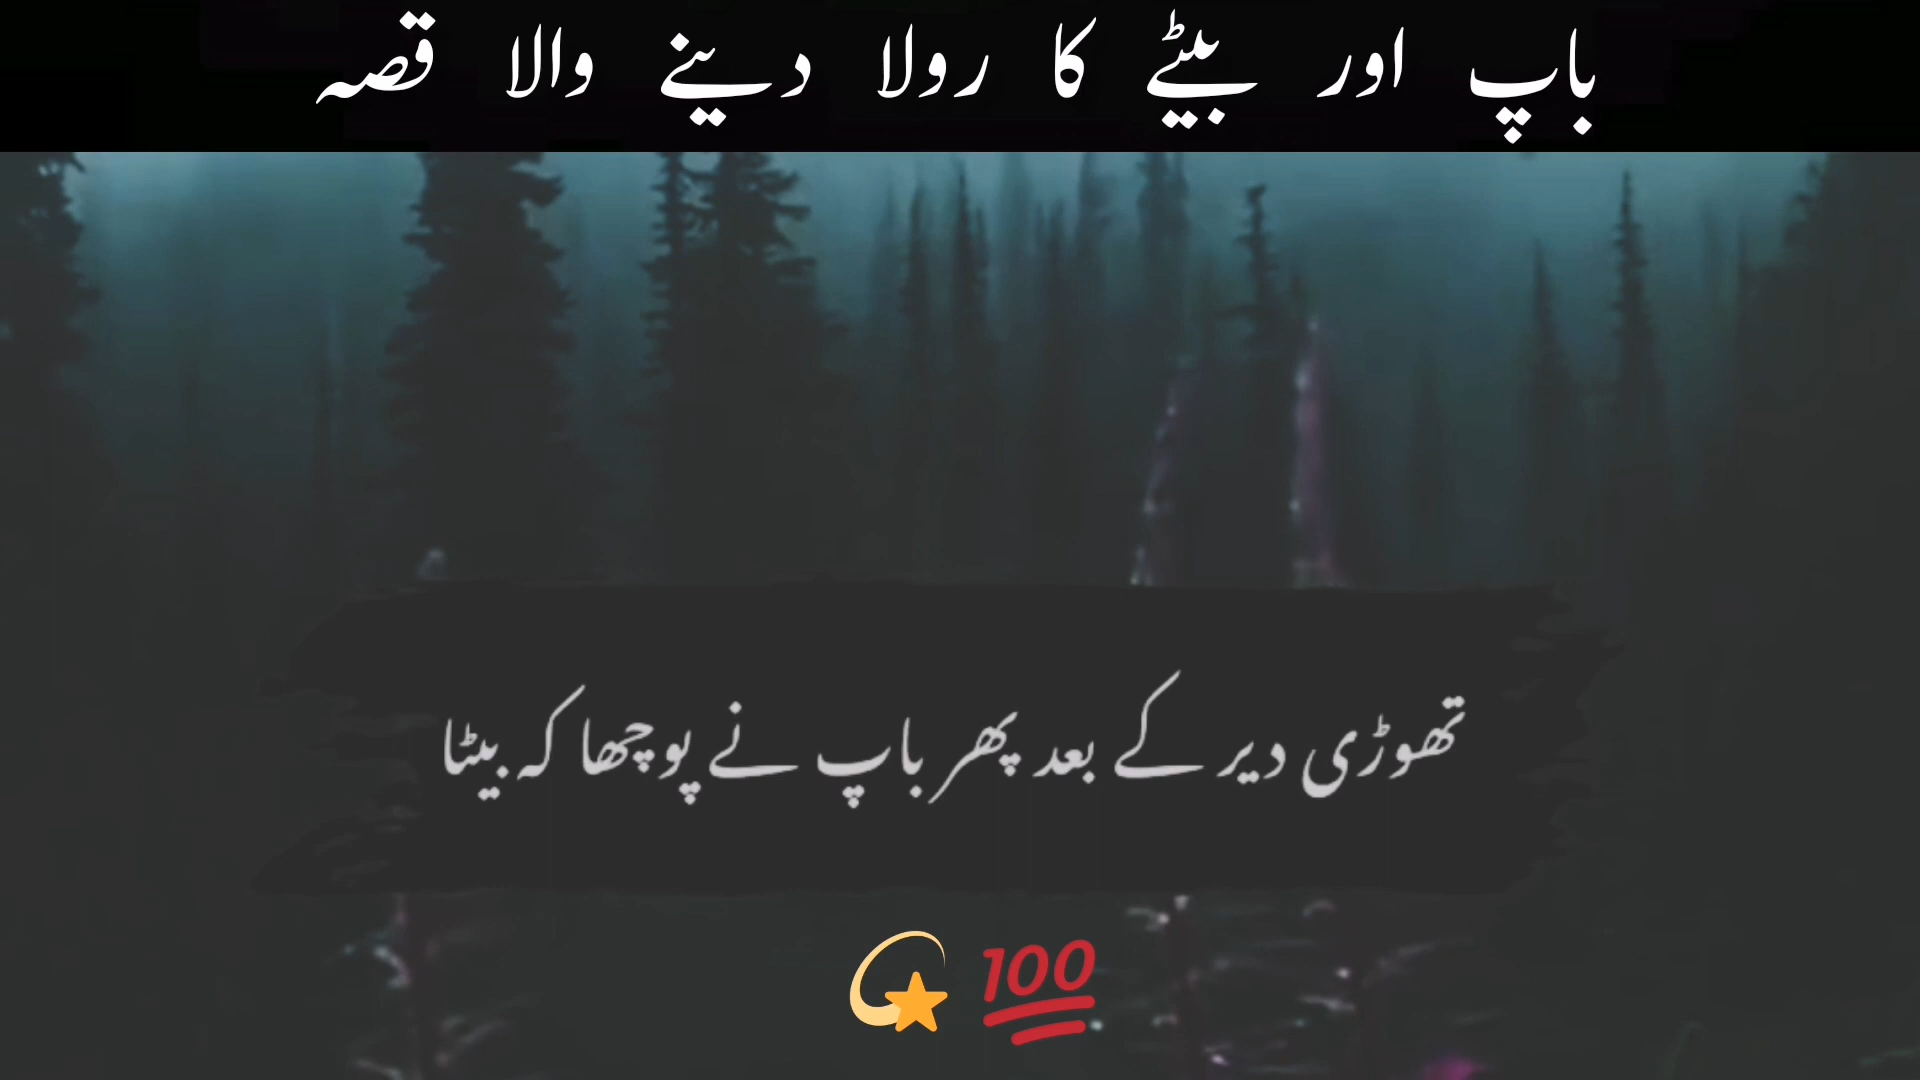 باپ اور بیٹے کا رولا دینے والا قصہ
تھوڑی دیر کے بعد پھر باپ نے پوچھا کہ بیٹا
💫 💯